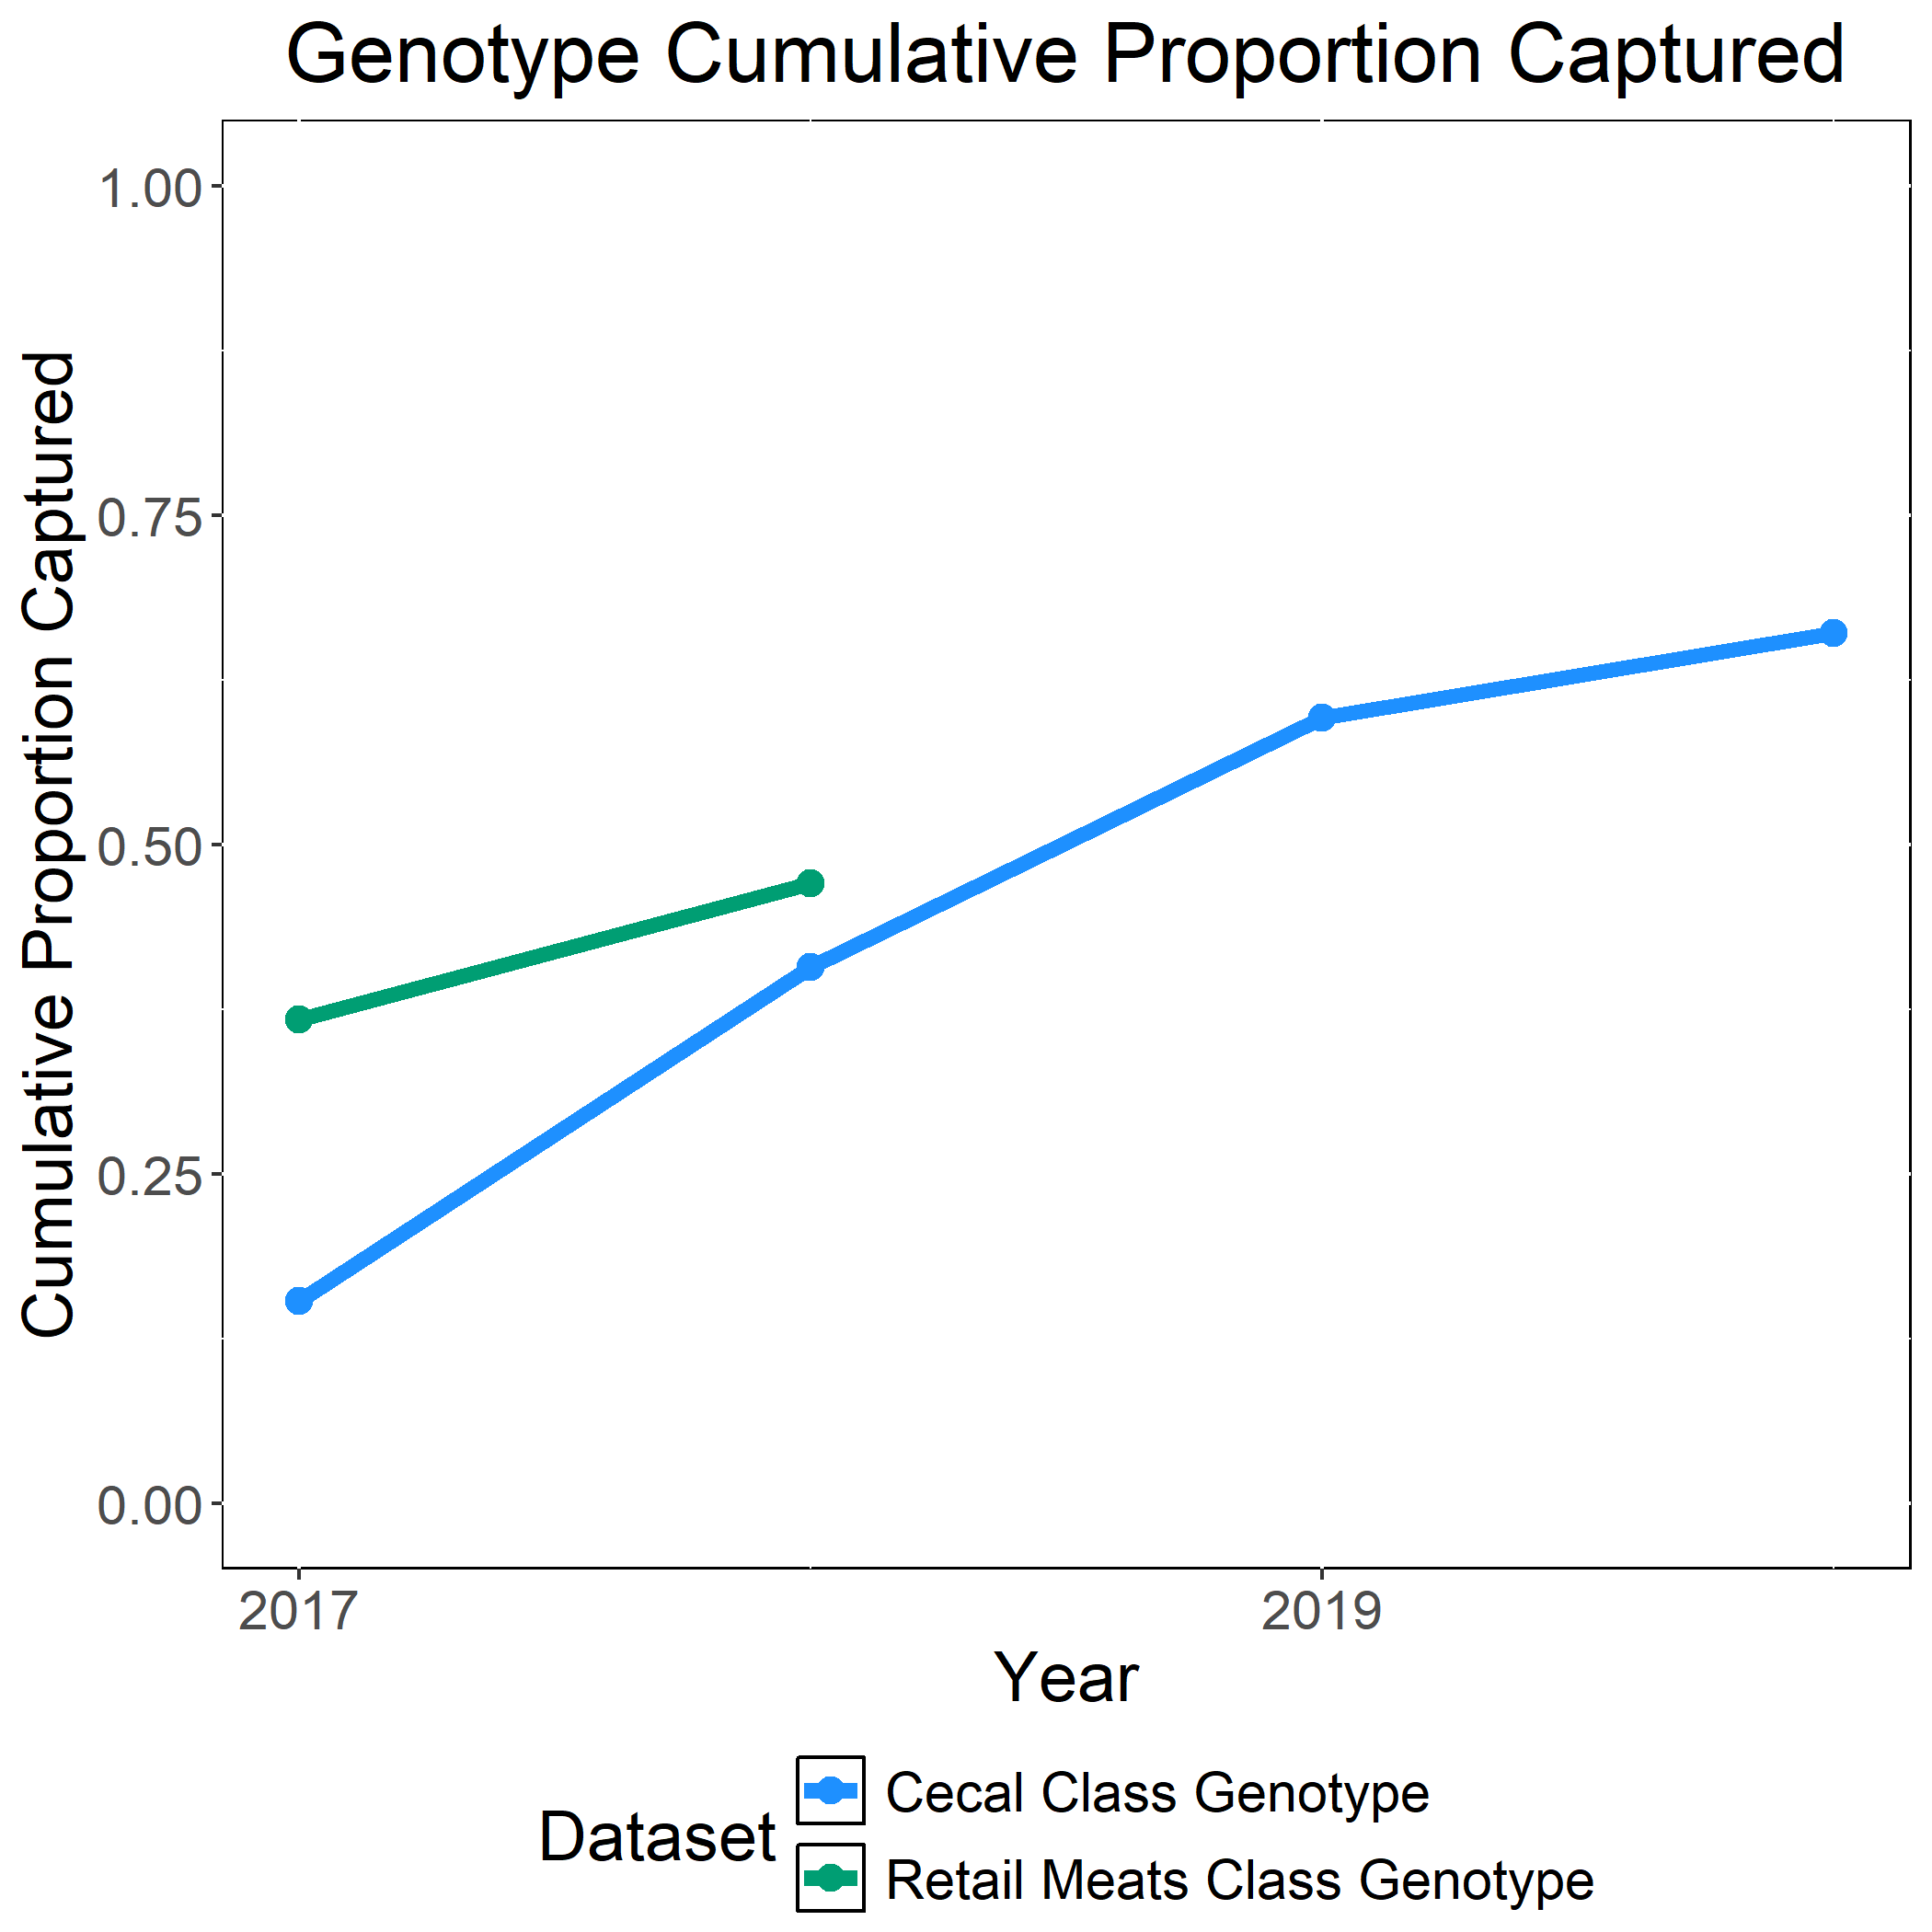 Genotype Cumulative Proportion Captured
Cumulative Proportion Captured
1.00
0.75
0.50
0.25
0.00
2017 2019
Year
Dataset
Cecal Class Genotype
Retail Meats Class Genotype